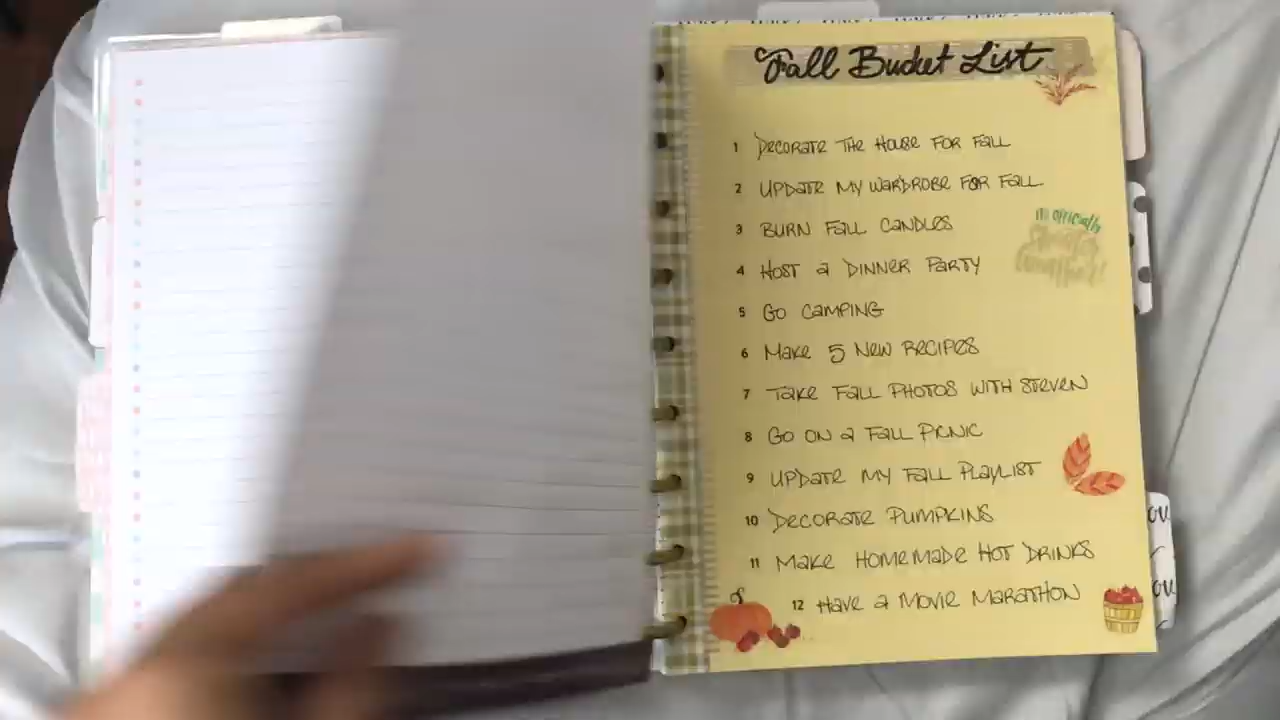 Fall Bucket List
1 DECORATE THE HOUSE FOR FALL
2 UPDATE MY WARDROBE FOR FALL
3 BURN FALL CANDLES
4 HOST a DINNER PARTY
5 GO CAMPING
6 MAKE 5 NEW RECIPES
7 TAKE FALL PHOTOS WITH STEVEN
8 GO ON a FALL PICNIC
9 UPDATE MY FALL PLAYLIST
10 DECORATE PUMPKINS
11 MAKE HOMEMADE HOT DRINKS
12 HAVE a MOVIE MARATHON
it's officially
Sweater
Weather!